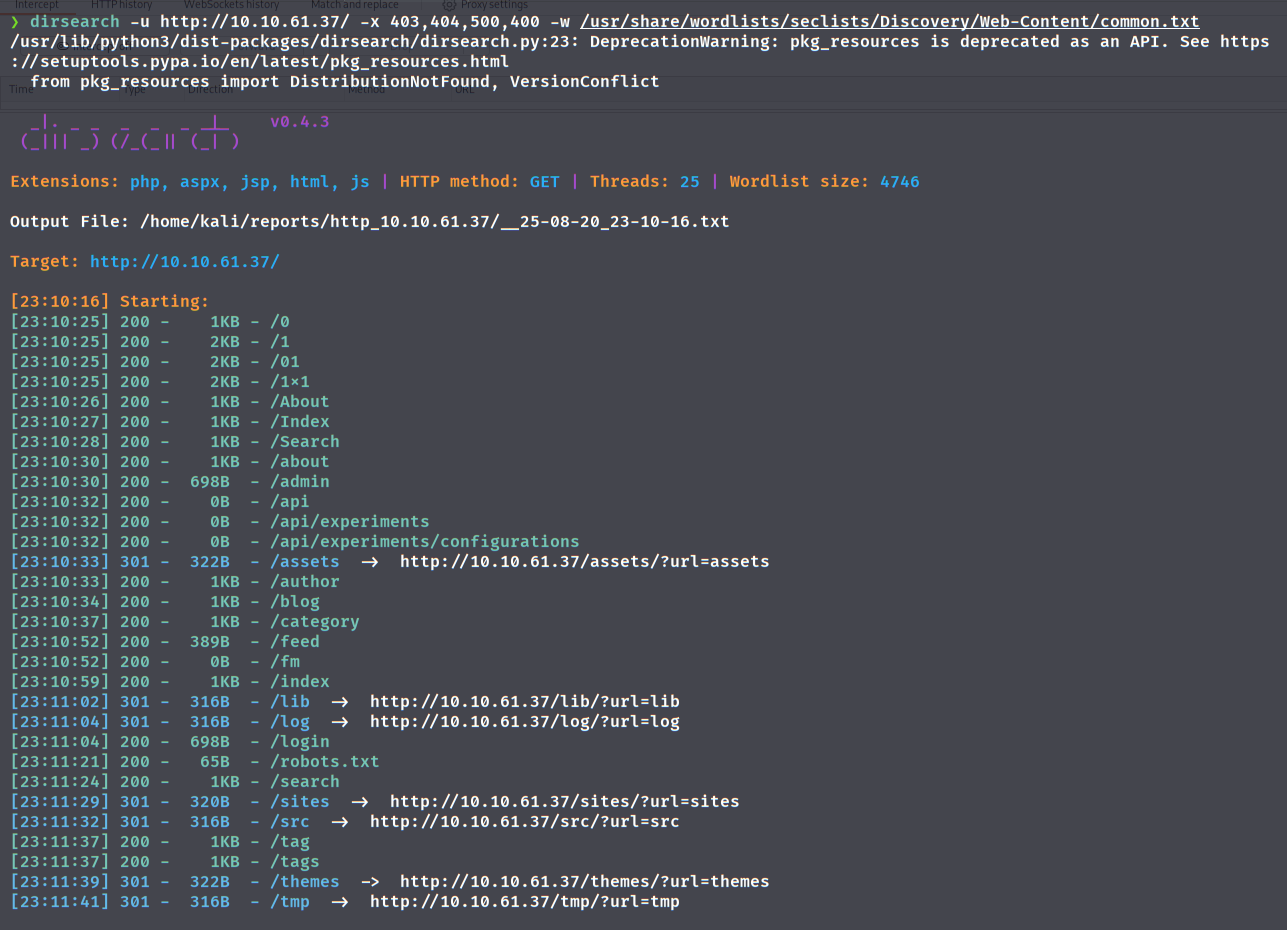 Intercept HTTP history WebSockets history Match and replace Proxy settings
❯ dirsearch -u http://10.10.61.37/ -x 403,404,500,400 -w /usr/share/wordlists/seclists/Discovery/Web-Content/common.txt
/usr/lib/python3/dist-packages/dirsearch/dirsearch.py:23: DeprecationWarning: pkg_resources is deprecated as an API. See https
://setuptools.pypa.io/en/latest/pkg_resources.html
from pkg_resources import DistributionNotFound, VersionConflict
Time Type Direction Method URL
_|. _ _  _  _  _ _|_    v0.4.3
(_||| _) (/_(_|| (_| )
Extensions: php, aspx, jsp, html, js | HTTP method: GET | Threads: 25 | Wordlist size: 4746
Output File: /home/kali/reports/http_10.10.61.37/__25-08-20_23-10-16.txt
Target: http://10.10.61.37/
[23:10:16] Starting:
[23:10:25] 200 -    1KB - /0
[23:10:25] 200 -    2KB - /1
[23:10:25] 200 -    2KB - /01
[23:10:25] 200 -    2KB - /1×1
[23:10:26] 200 -    1KB - /About
[23:10:27] 200 -    1KB - /Index
[23:10:28] 200 -    1KB - /Search
[23:10:30] 200 -    1KB - /about
[23:10:30] 200 -  698B  - /admin
[23:10:32] 200 -    0B  - /api
[23:10:32] 200 -    0B  - /api/experiments
[23:10:32] 200 -    0B  - /api/experiments/configurations
[23:10:33] 301 -  322B  - /assets  ->  http://10.10.61.37/assets/?url=assets
[23:10:33] 200 -    1KB - /author
[23:10:34] 200 -    1KB - /blog
[23:10:37] 200 -    1KB - /category
[23:10:52] 200 -  389B  - /feed
[23:10:52] 200 -    0B  - /fm
[23:10:59] 200 -    1KB - /index
[23:11:02] 301 -  316B  - /lib  ->  http://10.10.61.37/lib/?url=lib
[23:11:04] 301 -  316B  - /log  ->  http://10.10.61.37/log/?url=log
[23:11:04] 200 -  698B  - /login
[23:11:21] 200 -   65B  - /robots.txt
[23:11:24] 200 -    1KB - /search
[23:11:29] 301 -  320B  - /sites  ->  http://10.10.61.37/sites/?url=sites
[23:11:32] 301 -  316B  - /src  ->  http://10.10.61.37/src/?url=src
[23:11:37] 200 -    1KB - /tag
[23:11:37] 200 -    1KB - /tags
[23:11:39] 301 -  322B  - /themes  ->  http://10.10.61.37/themes/?url=themes
[23:11:41] 301 -  316B  - /tmp  ->  http://10.10.61.37/tmp/?url=tmp